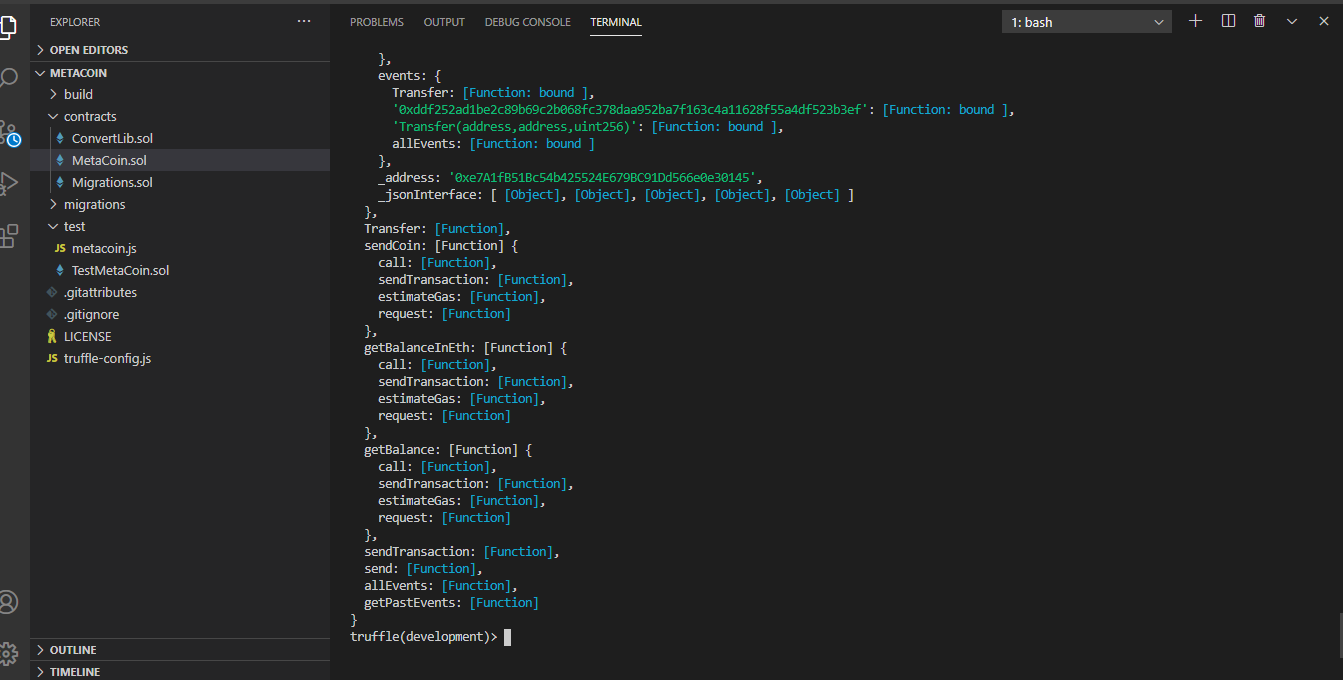 EXPLORER
...
OPEN EDITORS
METACOIN
build
contracts
ConvertLib.sol
MetaCoin.sol
Migrations.sol
migrations
test
JS metacoin.js
TestMetaCoin.sol
.gitattributes
.gitignore
LICENSE
JS truffle-config.js
OUTLINE
TIMELINE
PROBLEMS OUTPUT DEBUG CONSOLE TERMINAL 1: bash
},
events: {
Transfer: [Function: bound ],
'0xddf252ad1be2c89b69c2b068fc378daa952ba7f163c4a11628f55a4df523b3ef': [Function: bound ],
'Transfer(address,address,uint256)': [Function: bound ],
allEvents: [Function: bound ]
},
_address: '0xe7A1fB51Bc54b425524E679BC91Dd566e0e30145',
_jsonInterface: [ [Object], [Object], [Object], [Object], [Object] ]
},
Transfer: [Function],
sendCoin: [Function] {
call: [Function],
sendTransaction: [Function],
estimateGas: [Function],
request: [Function]
},
getBalanceInEth: [Function] {
call: [Function],
sendTransaction: [Function],
estimateGas: [Function],
request: [Function]
},
getBalance: [Function] {
call: [Function],
sendTransaction: [Function],
estimateGas: [Function],
request: [Function]
},
sendTransaction: [Function],
send: [Function],
allEvents: [Function],
getPastEvents: [Function]
}
truffle(development)>